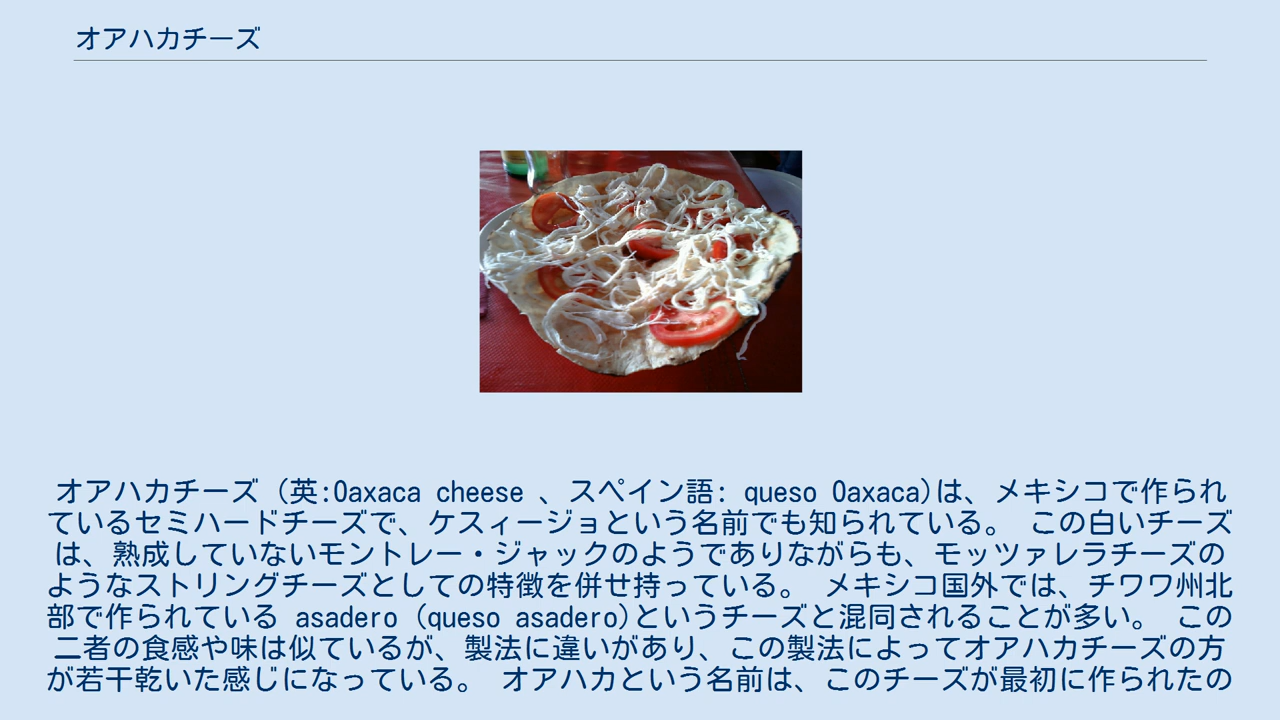 オアハカチーズ
オアハカチーズ (英:Oaxaca cheese 、スペイン語: queso Oaxaca)は、メキシコで作られ
ているセミハードチーズで、ケスィージョという名前でも知られている。 この白いチーズ
は、熟成していないモントレー・ジャックのようでありながらも、モッツァレラチーズの
ようなストリングチーズとしての特徴を併せ持っている。 メキシコ国外では、チワワ州北
部で作られている asadero (queso asadero)というチーズと混同されることが多い。 この
二者の食感や味は似ているが、製法に違いがあり、この製法によってオアハカチーズの方
が若干乾いた感じになっている。 オアハカという名前は、このチーズが最初に作られたの